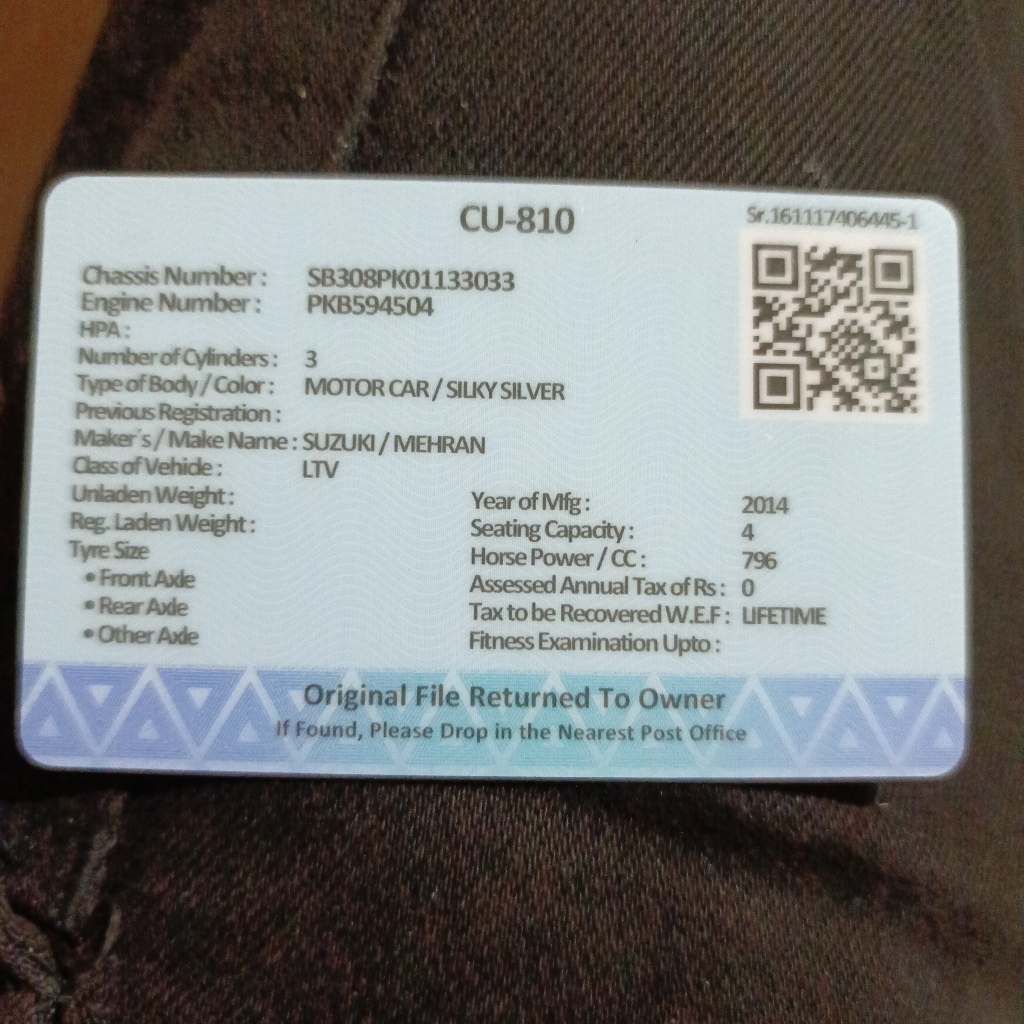 CU-810
Sr.161117406445-1
Chassis Number : SB308PK01133033
Engine Number : PKB594504
HPA :
Number of Cylinders : 3
Type of Body / Color : MOTOR CAR / SILKY SILVER
Previous Registration :
Maker's / Make Name : SUZUKI / MEHRAN
Class of Vehicle : LTV
Unladen Weight :
Reg. Laden Weight :
Tyre Size
• Front Axle
• Rear Axle
• Other Axle
Year of Mfg : 2014
Seating Capacity : 4
Horse Power / CC : 796
Assessed Annual Tax of Rs : 0
Tax to be Recovered W.E.F : LIFETIME
Fitness Examination Upto :
Original File Returned To Owner
If Found, Please Drop in the Nearest Post Office